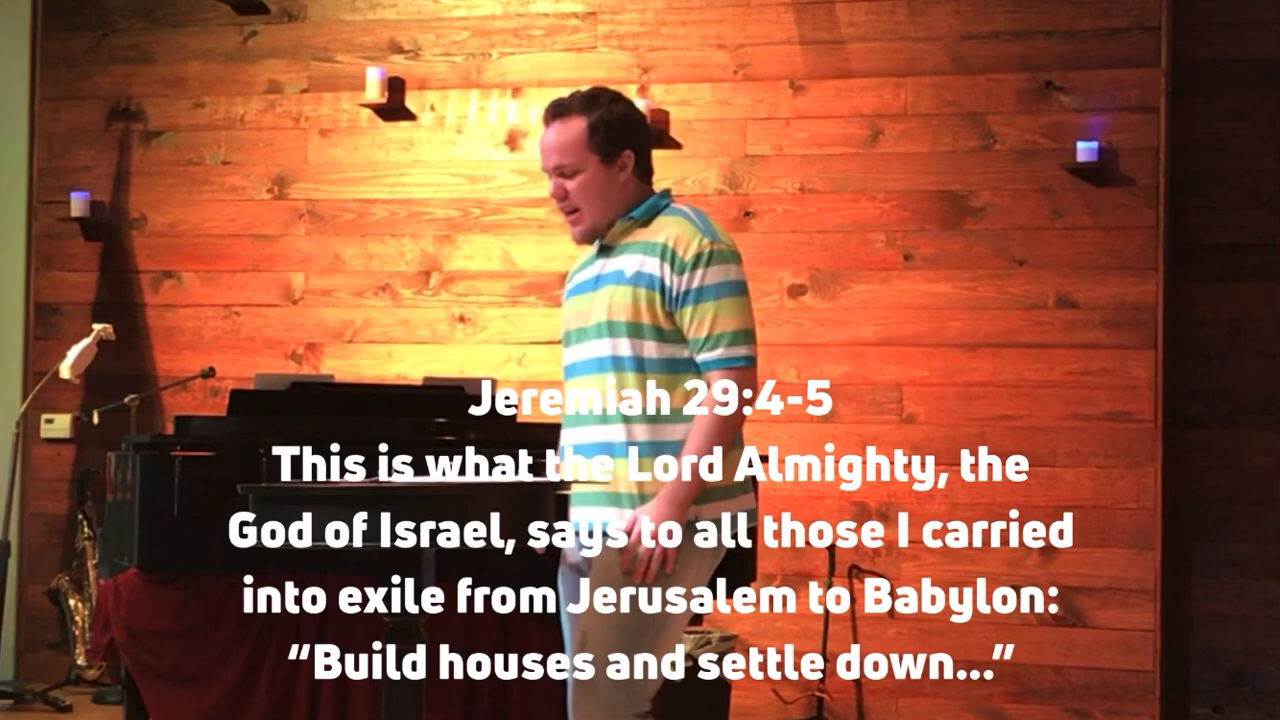 Jeremiah 29:4-5
This is what the Lord Almighty, the
God of Israel, says to all those I carried
into exile from Jerusalem to Babylon:
“Build houses and settle down...”